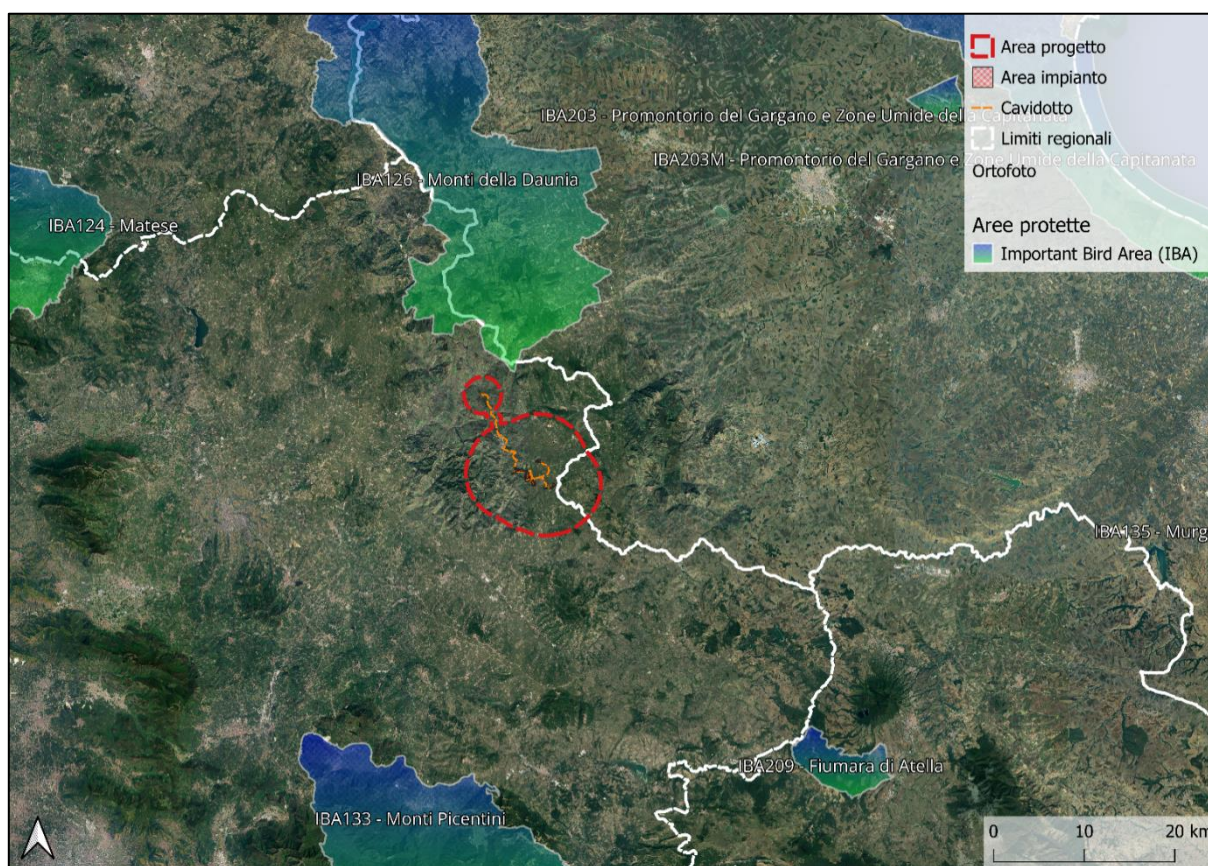 Area progetto
Area impianto
Cavidotto
Limiti regionali
Ortofoto
Aree protette
Important Bird Area (IBA)
IBA203 - Promontorio del Gargano e Zone Umide della Capitanata
IBA203M - Promontorio del Gargano e Zone Umide della Capitanata
IBA126 - Monti della Daunia
IBA124 - Matese
IBA135 - Murg
IBA209 - Fiumara di Atella
IBA133 - Monti Picentini
0 10 20 km